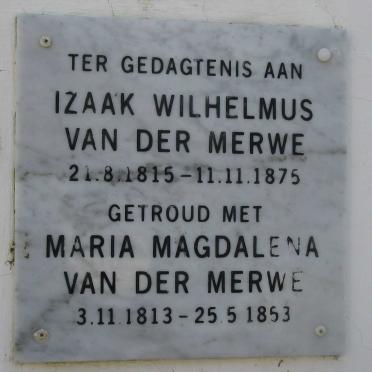 TER GEDAGTENIS AAN
IZAAK WILHELMUS
VAN DER MERWE
21.8.1815 – 11.11.1875
GETROUD MET
MARIA MAGDALENA
VAN DER MERWE
3.11.1813 – 25.5 1853